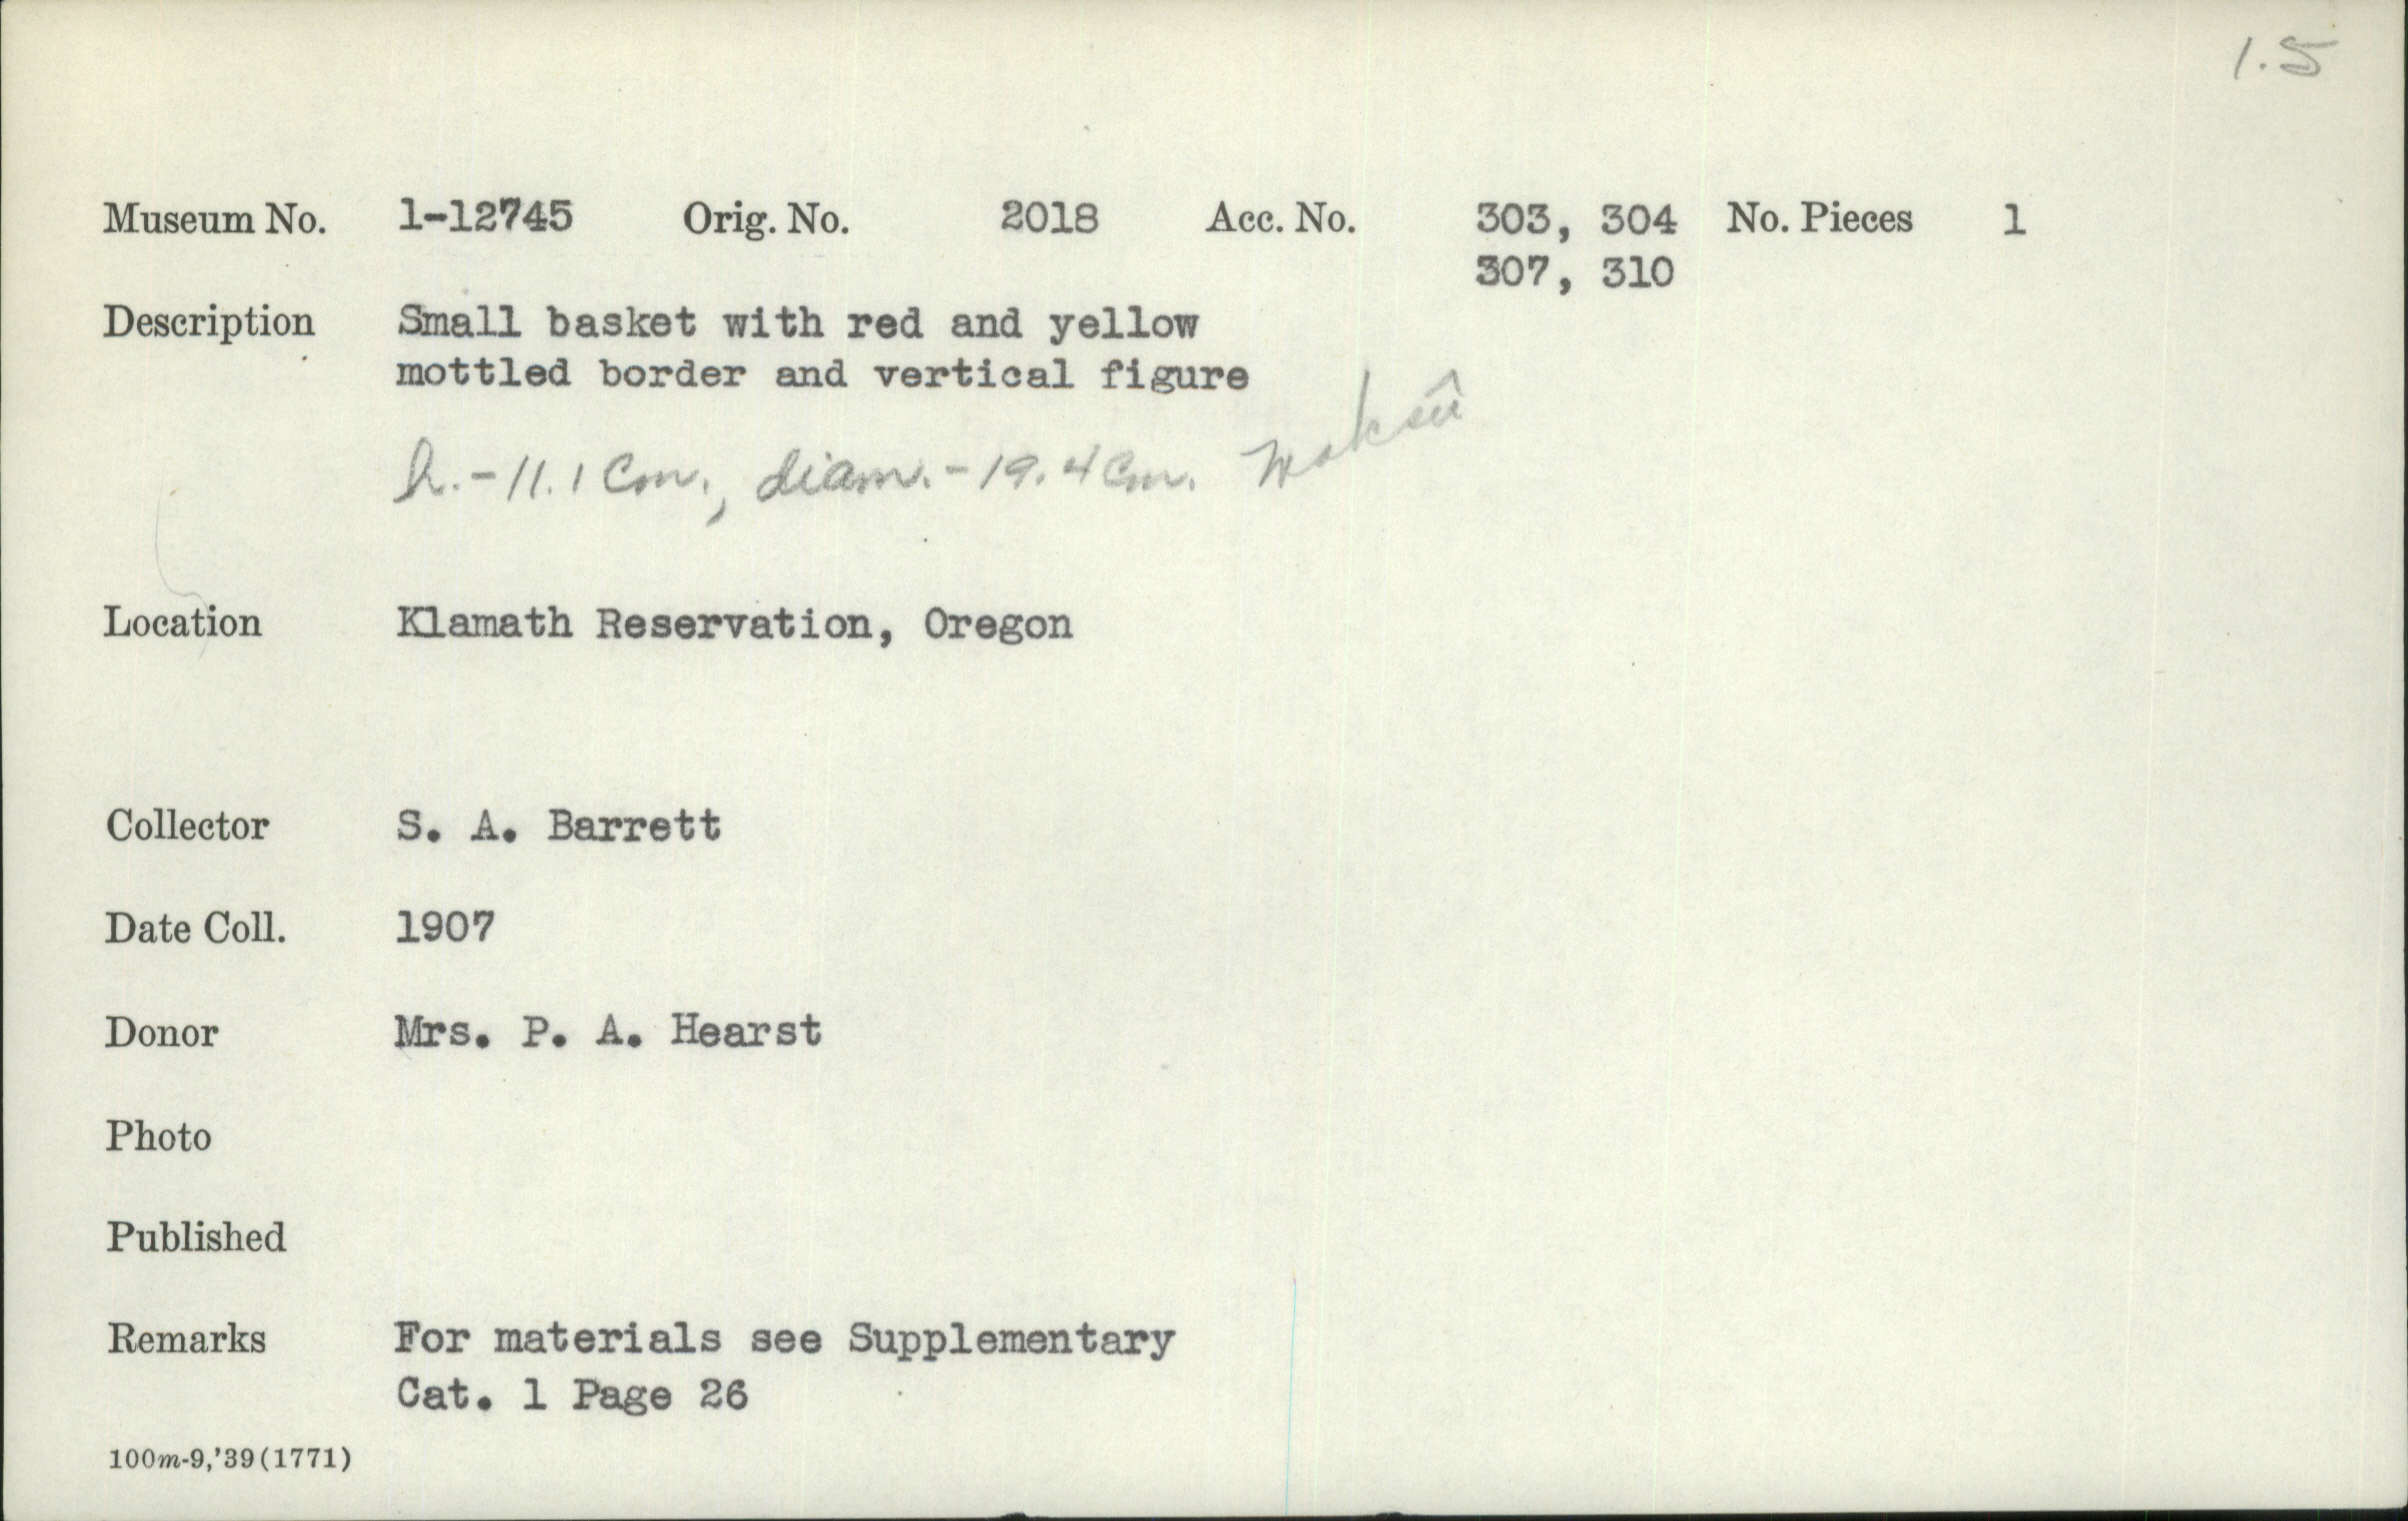 1.5
Museum No. 1-12745 Orig. No. 2018 Acc. No. 303, 304 No. Pieces 1
307, 310
Description Small basket with red and yellow
mottled border and vertical figure
h.-11.1 cm., diam.-19.4 cm.
Location Klamath Reservation, Oregon
Collector S. A. Barrett
Date Coll. 1907
Donor Mrs. P. A. Hearst
Photo
Published
Remarks For materials see Supplementary
Cat. 1 Page 26
100m-9,'39(1771)